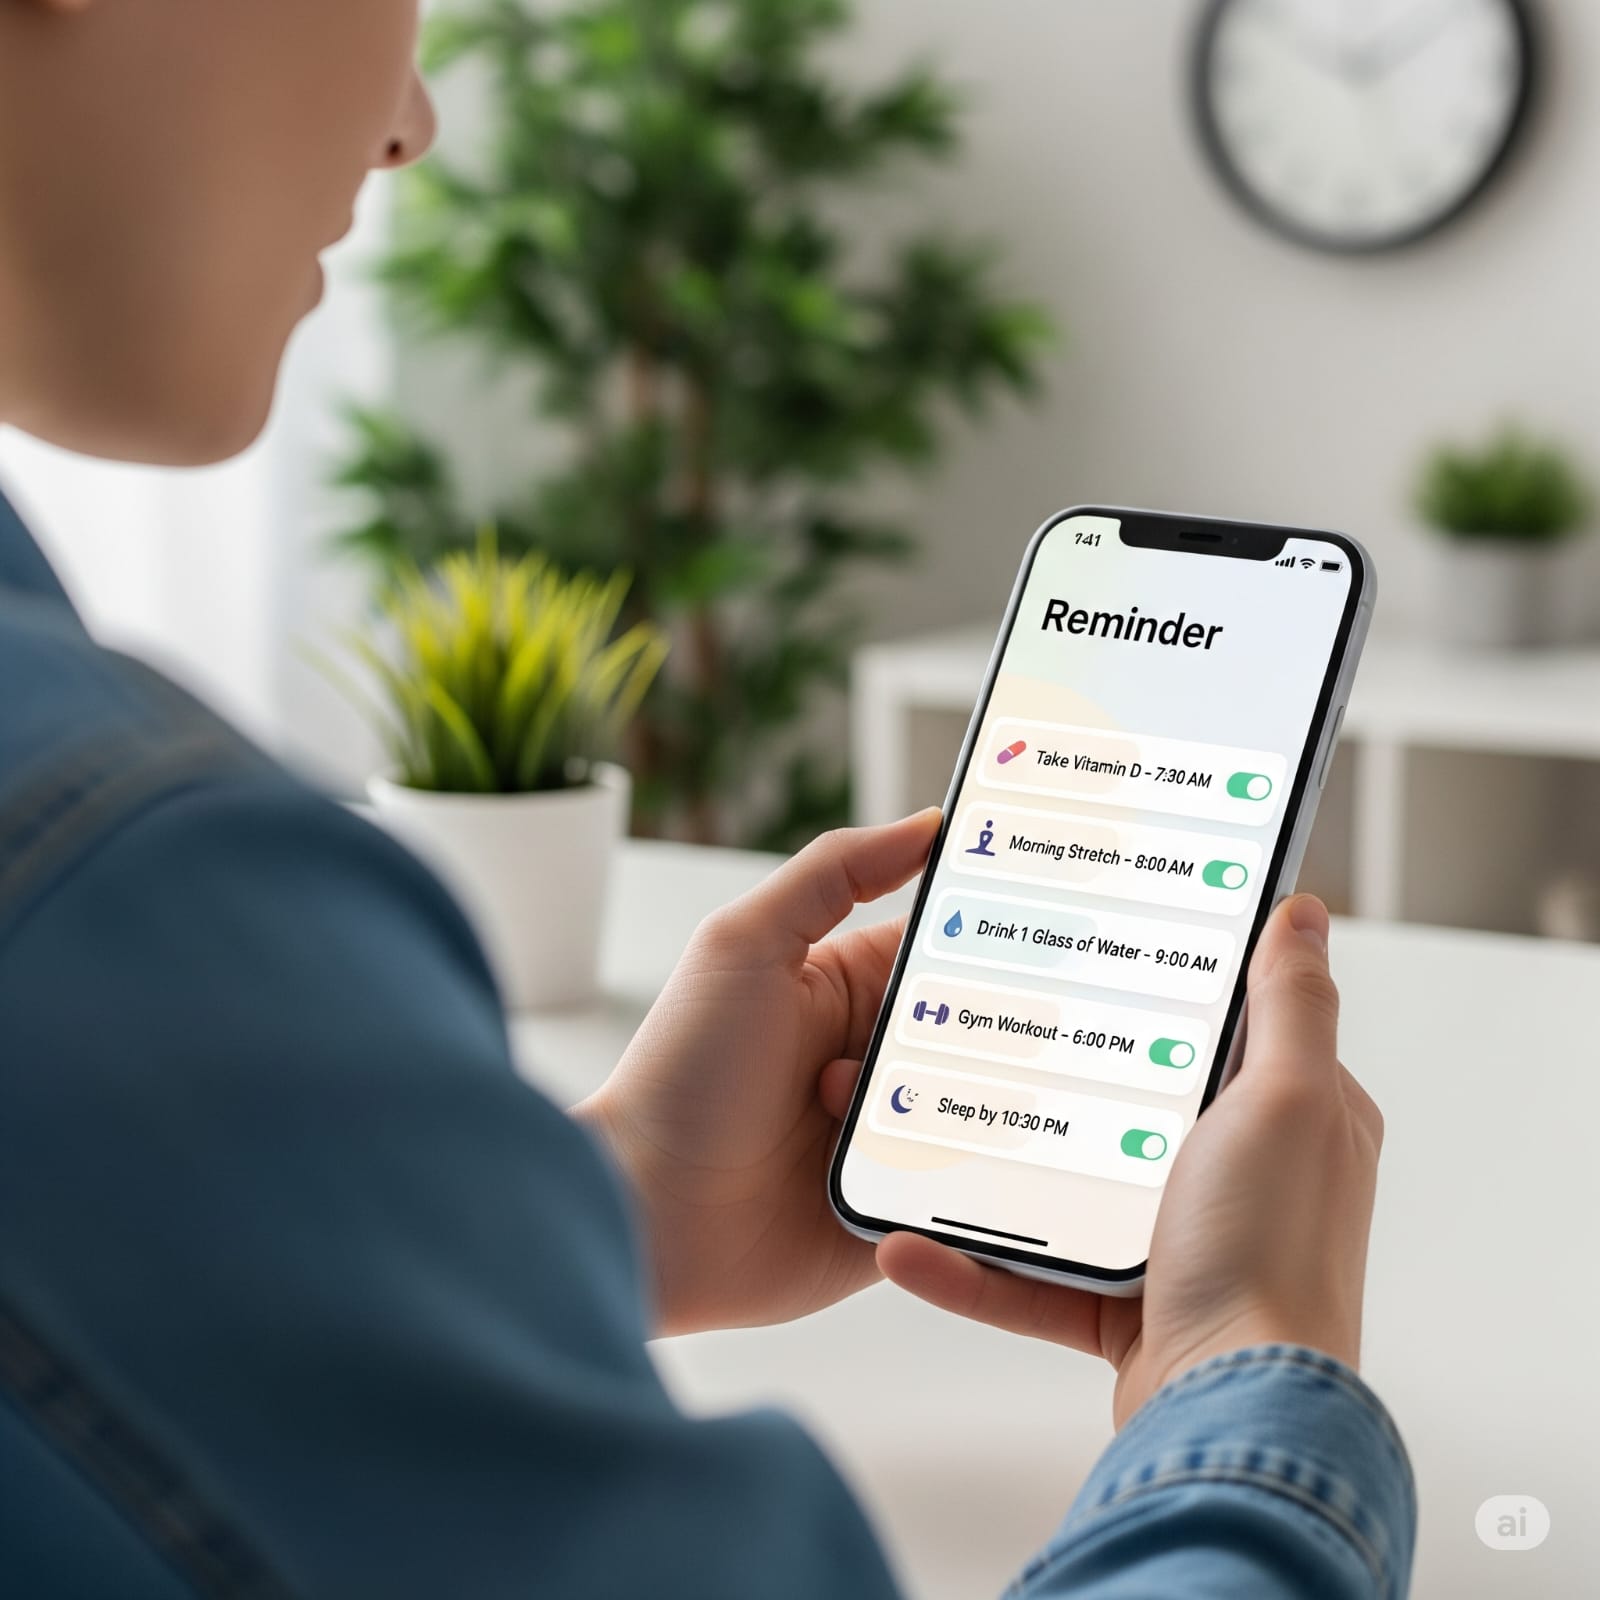 7:41
Reminder
Take Vitamin D - 7:30 AM
Morning Stretch - 8:00 AM
Drink 1 Glass of Water - 9:00 AM
Gym Workout - 6:00 PM
Sleep by 10:30 PM
ai